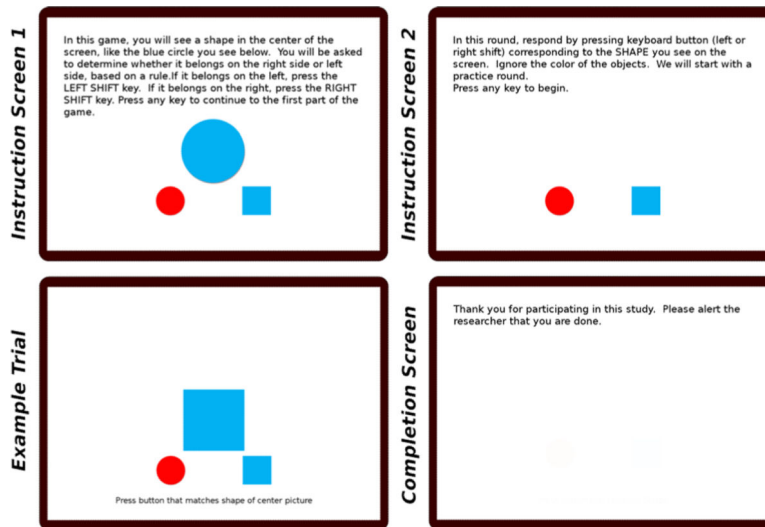 Instruction Screen 1
In this game, you will see a shape in the center of the
screen, like the blue circle you see below.  You will be asked
to determine whether it belongs on the right side or left
side, based on a rule.If it belongs on the left, press the
LEFT SHIFT key.  If it belongs on the right, press the RIGHT
SHIFT key. Press any key to continue to the first part of the
game.
Instruction Screen 2
In this round, respond by pressing keyboard button (left or
right shift) corresponding to the SHAPE you see on the
screen.  Ignore the color of the objects.  We will start with a
practice round.
Press any key to begin.
Example Trial
Press button that matches shape of center picture
Completion Screen
Thank you for participating in this study.  Please alert the
researcher that you are done.